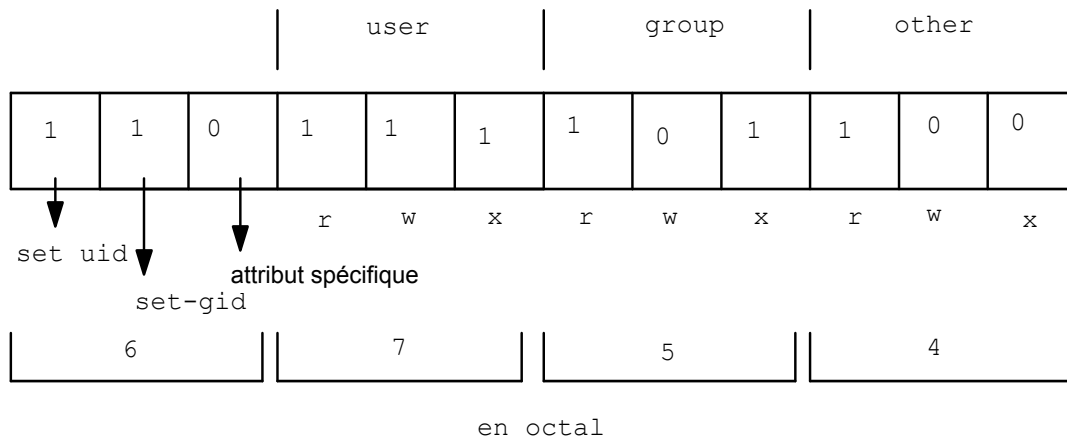 user group other
1 1 0 1 1 1 1 0 1 1 0 0
r w x r w x r w x
set uid
attribut spécifique
set-gid
6 7 5 4
en octal